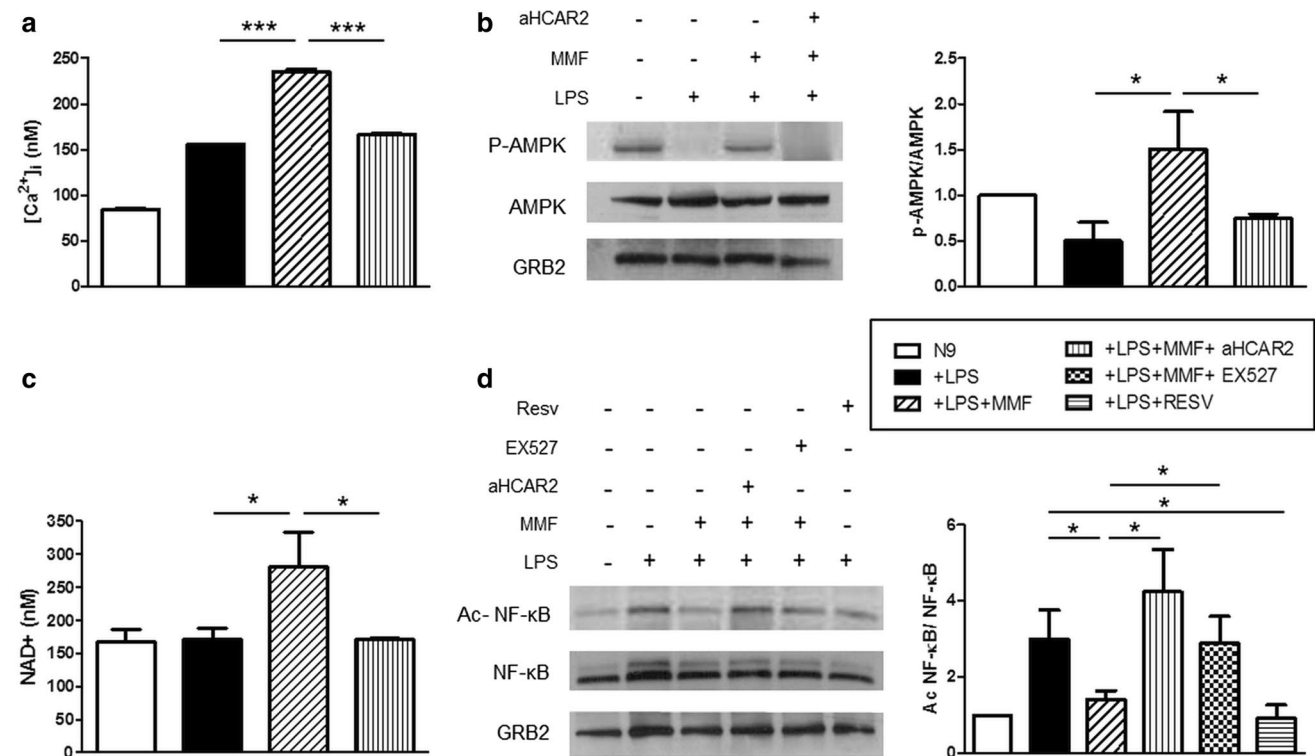 a
*** ***
250
200
150
100
50
0
[Ca2+]i (nM)
b
aHCAR2 - - - +
MMF - - + +
LPS - + + +
P-AMPK
AMPK
GRB2
* *
2.5
2.0
1.5
1.0
0.5
0.0
p-AMPK/AMPK
N9
+LPS
+LPS+MMF
+LPS+MMF+ aHCAR2
+LPS+MMF+ EX527
+LPS+RESV
c
* *
350
300
250
200
150
100
50
0
NAD+ (nM)
d
Resv - - - - - +
EX527 - - - - + -
aHCAR2 - - - + - -
MMF - - + + + -
LPS - + + + + +
Ac- NF-κB
NF-κB
GRB2
*
*
* *
6
4
2
0
Ac NF-κB/ NF-κB